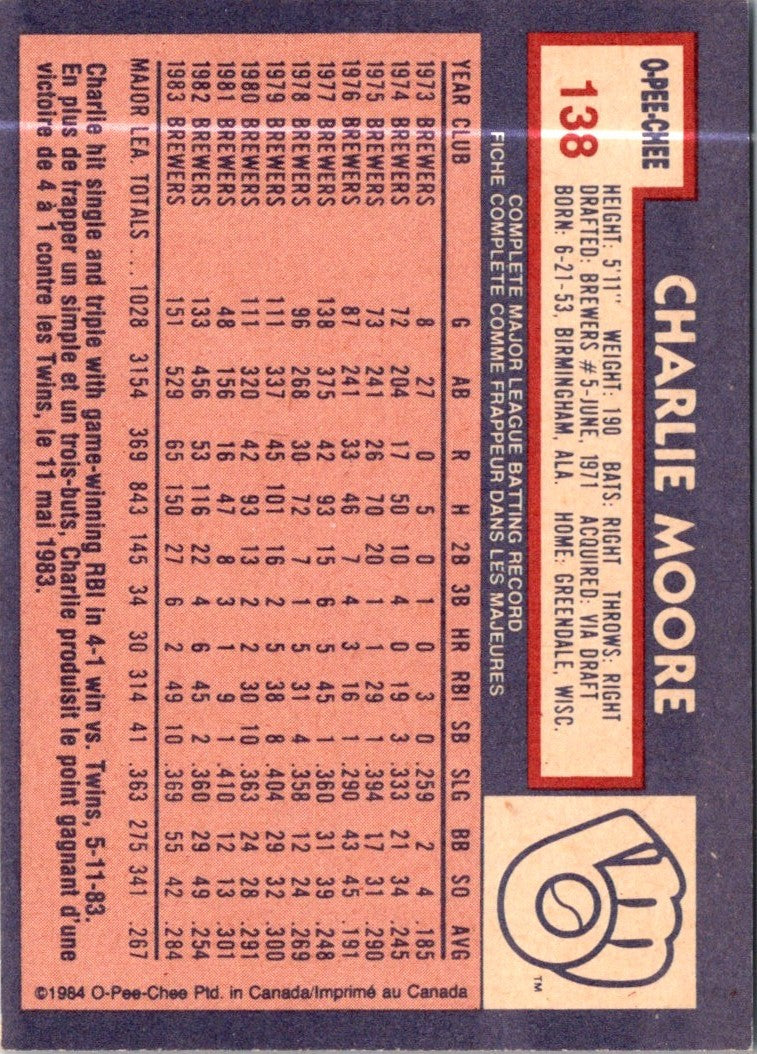 O-PEE-CHEE
138
CHARLIE MOORE
HEIGHT: 5'11" WEIGHT: 190 BATS: RIGHT THROWS: RIGHT
DRAFTED: BREWERS #5-JUNE, 1971 ACQUIRED: VIA DRAFT
BORN: 6-21-53, BIRMINGHAM, ALA. HOME: GREENDALE, WISC.
TM
COMPLETE MAJOR LEAGUE BATTING RECORD
FICHE COMPLETE COMME FRAPPEUR DANS LES MAJEURES
YEAR CLUB G AB R H 2B 3B HR RBI SB SLG BB SO AVG
1973 BREWERS 8 27 0 5 0 1 0 3 0 .259 2 4 .185
1974 BREWERS 72 204 17 50 10 4 0 19 3 .333 21 34 .245
1975 BREWERS 73 241 26 70 20 1 1 29 1 .394 17 31 .290
1976 BREWERS 87 241 33 46 7 4 3 16 1 .290 43 45 .191
1977 BREWERS 138 375 42 93 15 6 5 45 1 .360 31 39 .248
1978 BREWERS 96 268 30 72 7 1 5 31 4 .358 12 24 .269
1979 BREWERS 111 337 45 101 16 2 5 38 8 .404 29 32 .300
1980 BREWERS 111 320 42 93 13 2 2 30 10 .363 24 28 .291
1981 BREWERS 48 156 16 47 8 3 1 9 1 .410 12 13 .301
1982 BREWERS 133 456 53 116 22 4 6 45 2 .360 29 49 .254
1983 BREWERS 151 529 65 150 27 6 2 49 10 .369 55 42 .284
MAJOR LEA TOTALS ... 1028 3154 369 843 145 34 30 314 41 .363 275 341 .267
Charlie hit single and triple with game-winning RBI in 4-1 win vs. Twins, 5-11-83.
En plus de frapper un simple et un trois-buts, Charlie produisit le point gagnant d'une
victoire de 4 à 1 contre les Twins, le 11 mai 1983.
©1984 O-Pee-Chee Ptd. in Canada/Imprimé au Canada